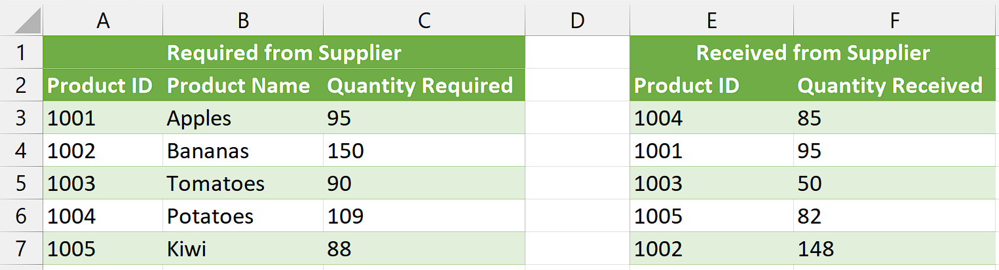 A B C D E F
1 Required from Supplier Received from Supplier
2 Product ID Product Name Quantity Required Product ID Quantity Received
3 1001 Apples 95 1004 85
4 1002 Bananas 150 1001 95
5 1003 Tomatoes 90 1003 50
6 1004 Potatoes 109 1005 82
7 1005 Kiwi 88 1002 148